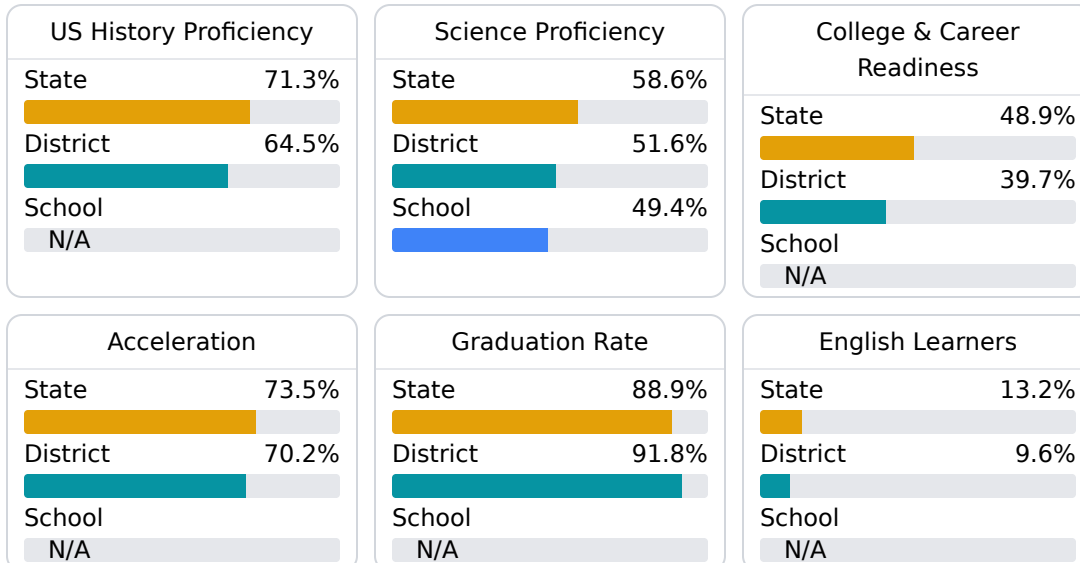 US History Proficiency
State 71.3%
District 64.5%
School
N/A
Science Proficiency
State 58.6%
District 51.6%
School 49.4%
College & Career
Readiness
State 48.9%
District 39.7%
School
N/A
Acceleration
State 73.5%
District 70.2%
School
N/A
Graduation Rate
State 88.9%
District 91.8%
School
N/A
English Learners
State 13.2%
District 9.6%
School
N/A